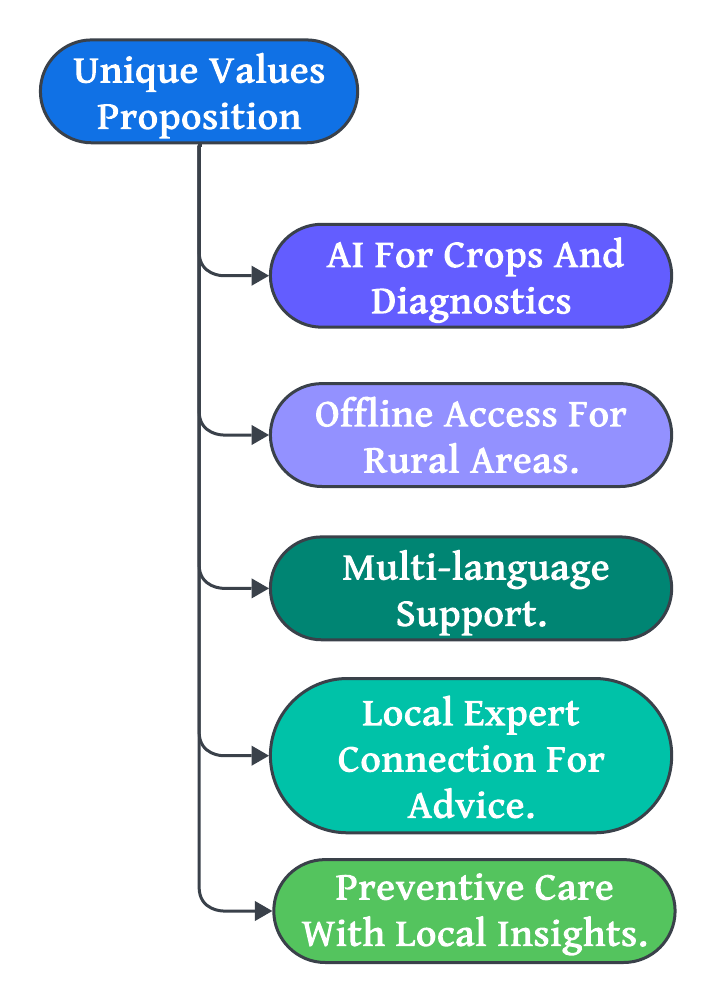 Unique Values
Proposition
AI For Crops And
Diagnostics
Offline Access For
Rural Areas.
Multi-language
Support.
Local Expert
Connection For
Advice.
Preventive Care
With Local Insights.